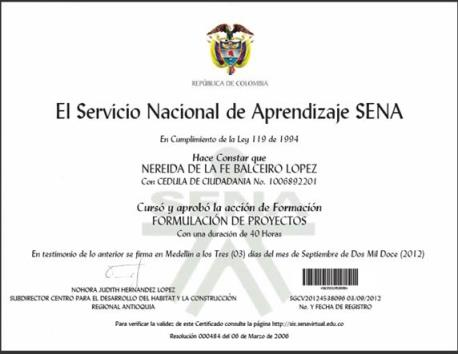 REPÚBLICA DE COLOMBIA
El Servicio Nacional de Aprendizaje SENA
En Cumplimiento de la Ley 119 de 1994
Hace Constar que
NEREIDA DE LA FE BALCEIRO LOPEZ
Con CEDULA DE CIUDADANIA No. 1006892201
SENA
Cursó y aprobó la acción de Formación
FORMULACIÓN DE PROYECTOS
Con una duración de 40 Horas
En testimonio de lo anterior se firma en Medellín a los Tres (03) días del mes de Septiembre de Dos Mil Doce (2012)
NOHORA JUDITH HERNANDEZ LOPEZ
SUBDIRECTOR CENTRO PARA EL DESARROLLO DEL HABITAT Y LA CONSTRUCCIÓN
REGIONAL ANTIOQUIA
SGCV20124538096 03/09/2012
No. Y FECHA DE REGISTRO
Para verificar la validez de este Certificado consulte la página http://sis.senavirtual.edu.co
Resolución 000484 del 06 de Marzo de 2006